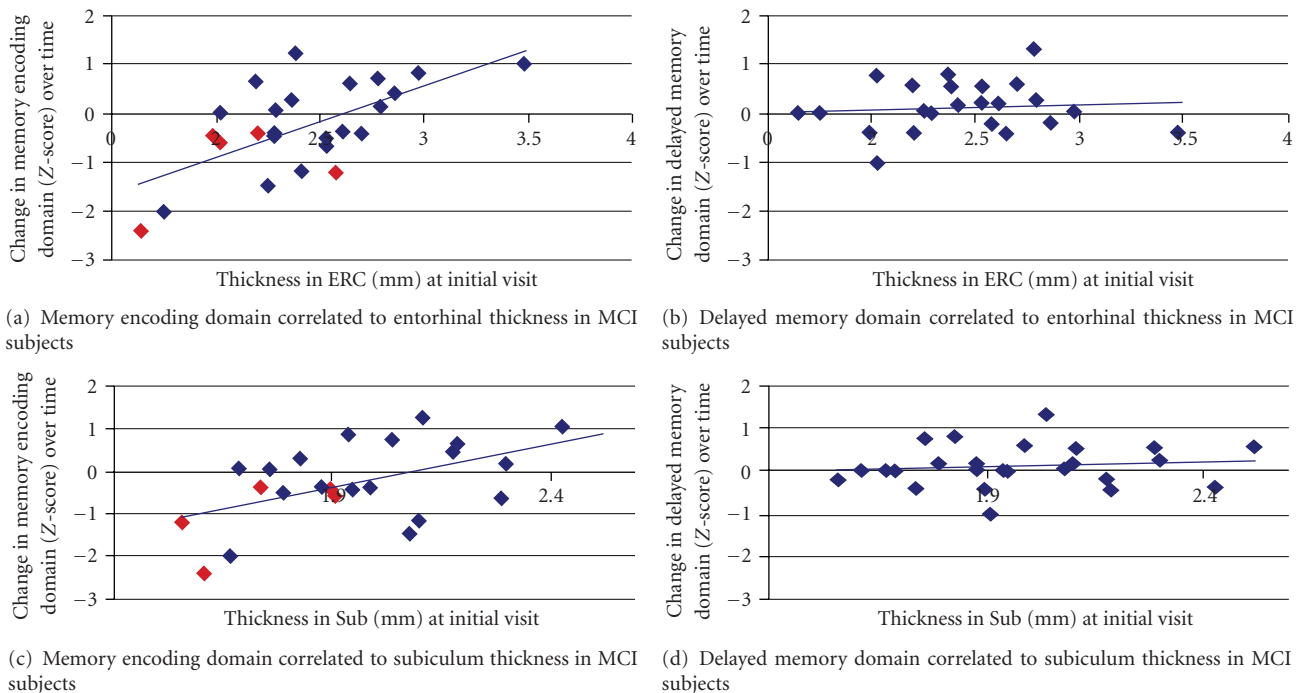 Change in memory encoding
domain (Z-score) over time
2
1
0
−1
−2
−3
0
2
2.5
3
3.5
4
Thickness in ERC (mm) at initial visit
(a) Memory encoding domain correlated to entorhinal thickness in MCI
subjects
Change in delayed memory
domain (Z-score) over time
2
1
0
−1
−2
−3
0
2
2.5
3
3.5
4
Thickness in ERC (mm) at initial visit
(b) Delayed memory domain correlated to entorhinal thickness in MCI
subjects
Change in memory encoding
domain (Z-score) over time
2
1
0
−1
−2
−3
1.9
2.4
Thickness in Sub (mm) at initial visit
(c) Memory encoding domain correlated to subiculum thickness in MCI
subjects
Change in delayed memory
domain (Z-score) over time
2
1
0
−1
−2
−3
1.9
2.4
Thickness in Sub (mm) at initial visit
(d) Delayed memory domain correlated to subiculum thickness in MCI
subjects